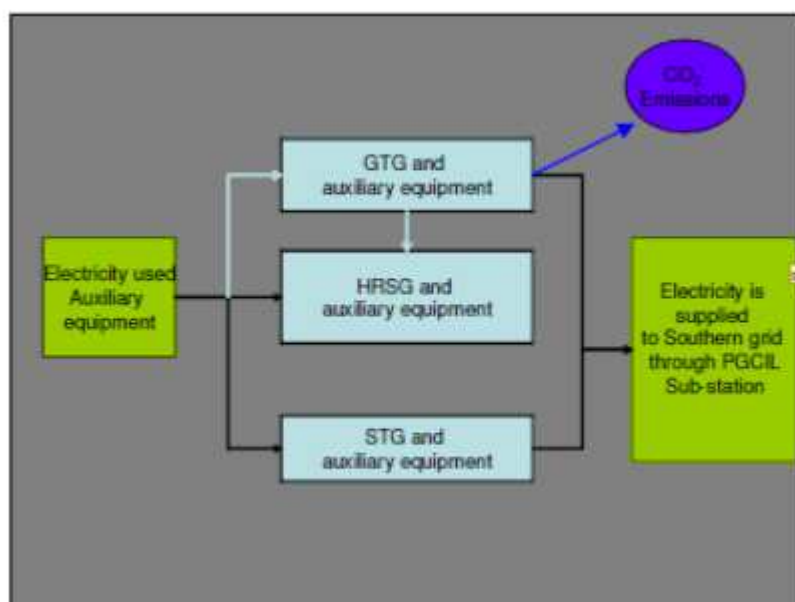 CO2
Emissions
GTG and
auxiliary equipment
Electricity used
Auxiliary
equipment
HRSG and
auxiliary equipment
Electricity is
supplied
to Southern grid
through PGCIL
Sub-station
STG and
auxiliary equipment